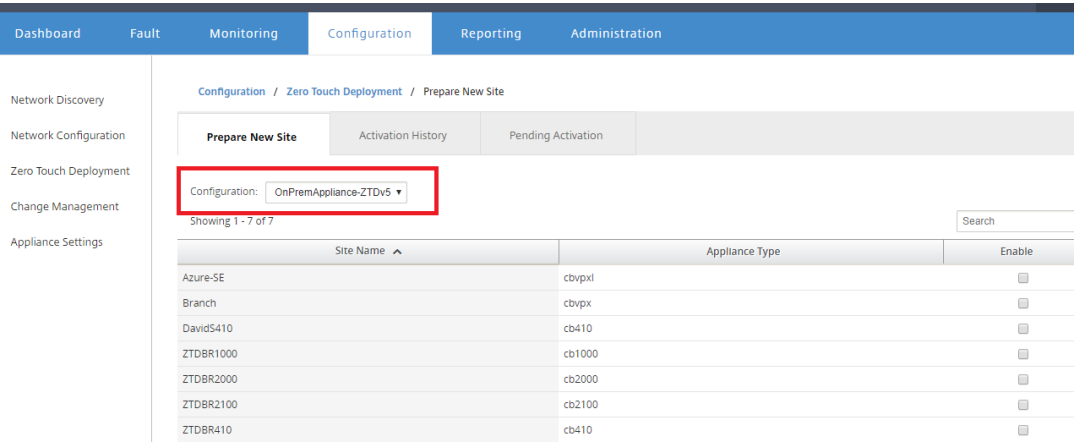 Dashboard Fault Monitoring Configuration Reporting Administration
Configuration / Zero Touch Deployment / Prepare New Site
Network Discovery
Network Configuration
Zero Touch Deployment
Change Management
Appliance Settings
Prepare New Site Activation History Pending Activation
Configuration: OnPremAppliance-ZTDv5
Showing 1 - 7 of 7 Search
Site Name Appliance Type Enable
Azure-SE cbvpxl
Branch cbvpx
DavidS410 cb410
ZTDBR1000 cb1000
ZTDBR2000 cb2000
ZTDBR2100 cb2100
ZTDBR410 cb410